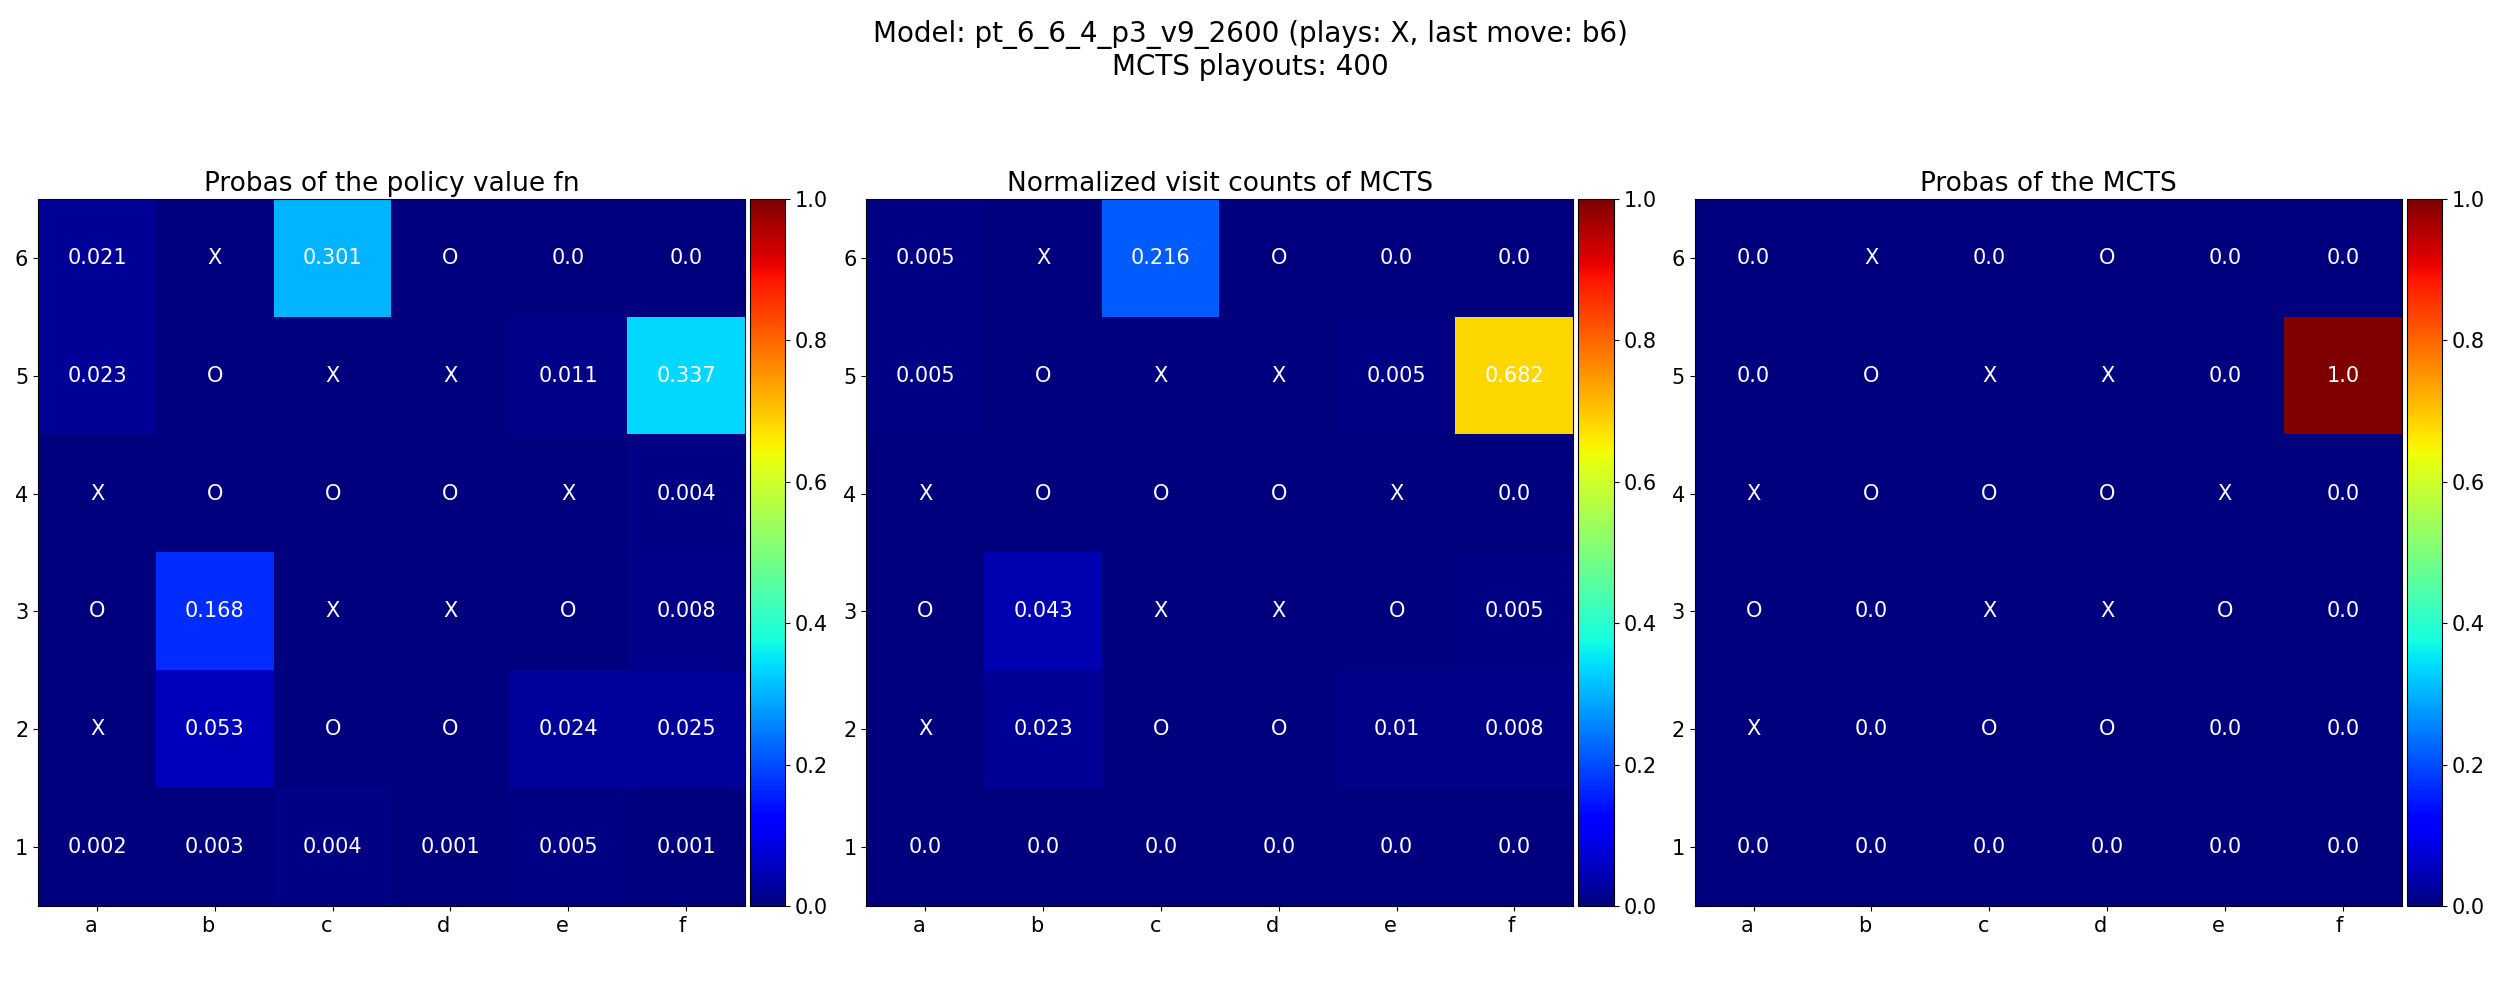 Model: pt_6_6_4_p3_v9_2600 (plays: X, last move: b6)
MCTS playouts: 400
Probas of the policy value fn
6 0.021 X 0.301 O 0.0 0.0
5 0.023 O X X 0.011 0.337
4 X O O O X 0.004
3 O 0.168 X X O 0.008
2 X 0.053 O O 0.024 0.025
1 0.002 0.003 0.004 0.001 0.005 0.001
a b c d e f
1.0
0.8
0.6
0.4
0.2
0.0
Normalized visit counts of MCTS
6 0.005 X 0.216 O 0.0 0.0
5 0.005 O X X 0.005 0.682
4 X O O O X 0.0
3 O 0.043 X X O 0.005
2 X 0.023 O O 0.01 0.008
1 0.0 0.0 0.0 0.0 0.0 0.0
a b c d e f
1.0
0.8
0.6
0.4
0.2
0.0
Probas of the MCTS
6 0.0 X 0.0 O 0.0 0.0
5 0.0 O X X 0.0 1.0
4 X O O O X 0.0
3 O 0.0 X X O 0.0
2 X 0.0 O O 0.0 0.0
1 0.0 0.0 0.0 0.0 0.0 0.0
a b c d e f
1.0
0.8
0.6
0.4
0.2
0.0